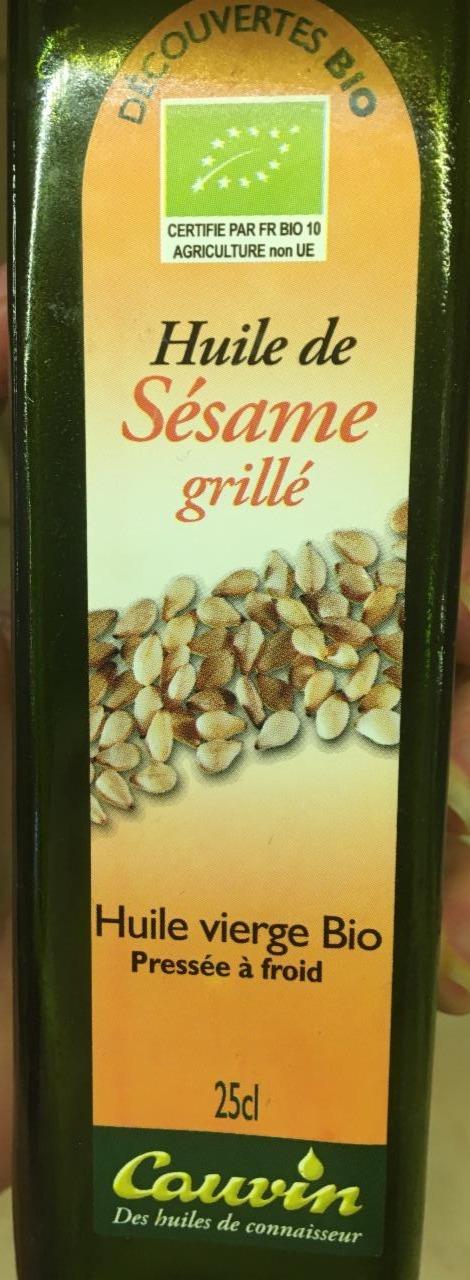 DÉCOUVERTES BIO
CERTIFIE PAR FR BIO 10
AGRICULTURE non UE
Huile de
Sésame
grillé
Huile vierge Bio
Pressée à froid
25cl
Cauvin
Des huiles de connaisseur